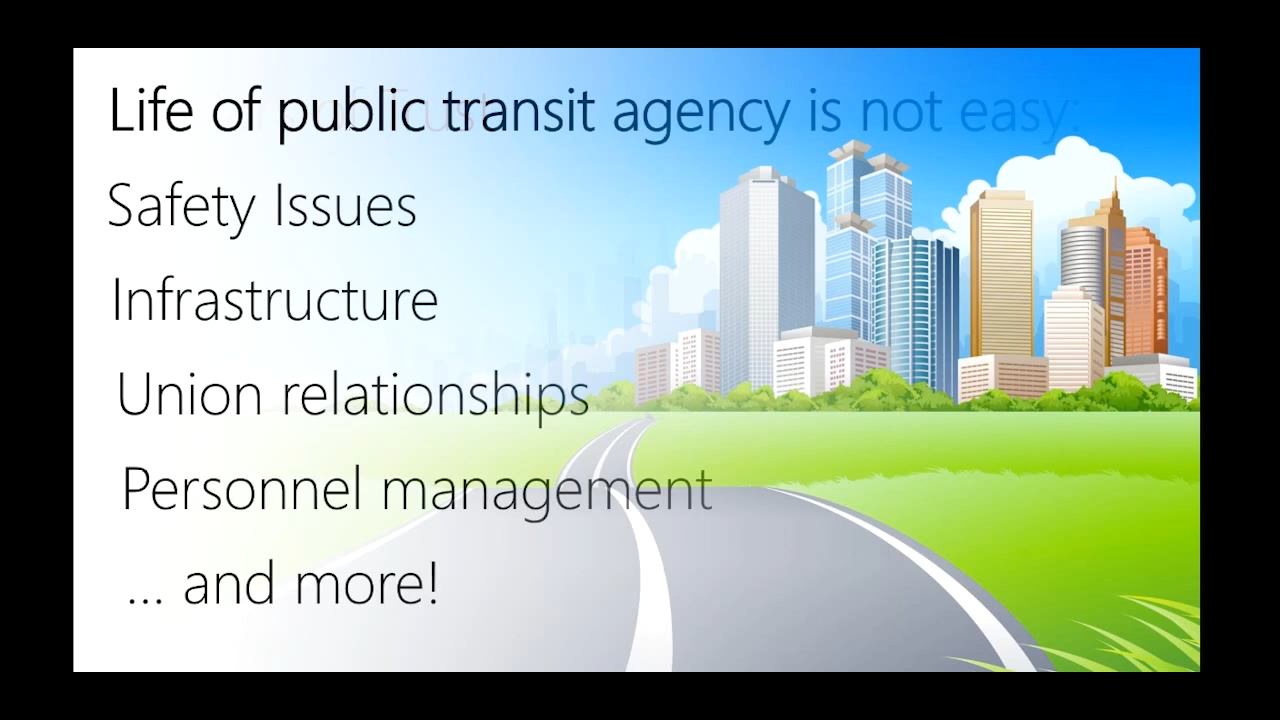 Life of public transit agency is not easy:
Safety Issues
Infrastructure
Union relationships
Personnel management
... and more!